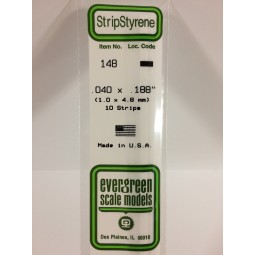 StripStyrene
Item No. Loc. Code
148
.040 x .188"
(1.0 x 4.8 mm)
10 Strips
Made in U.S.A.
evergreen
scale models
Des Plaines, IL 60018